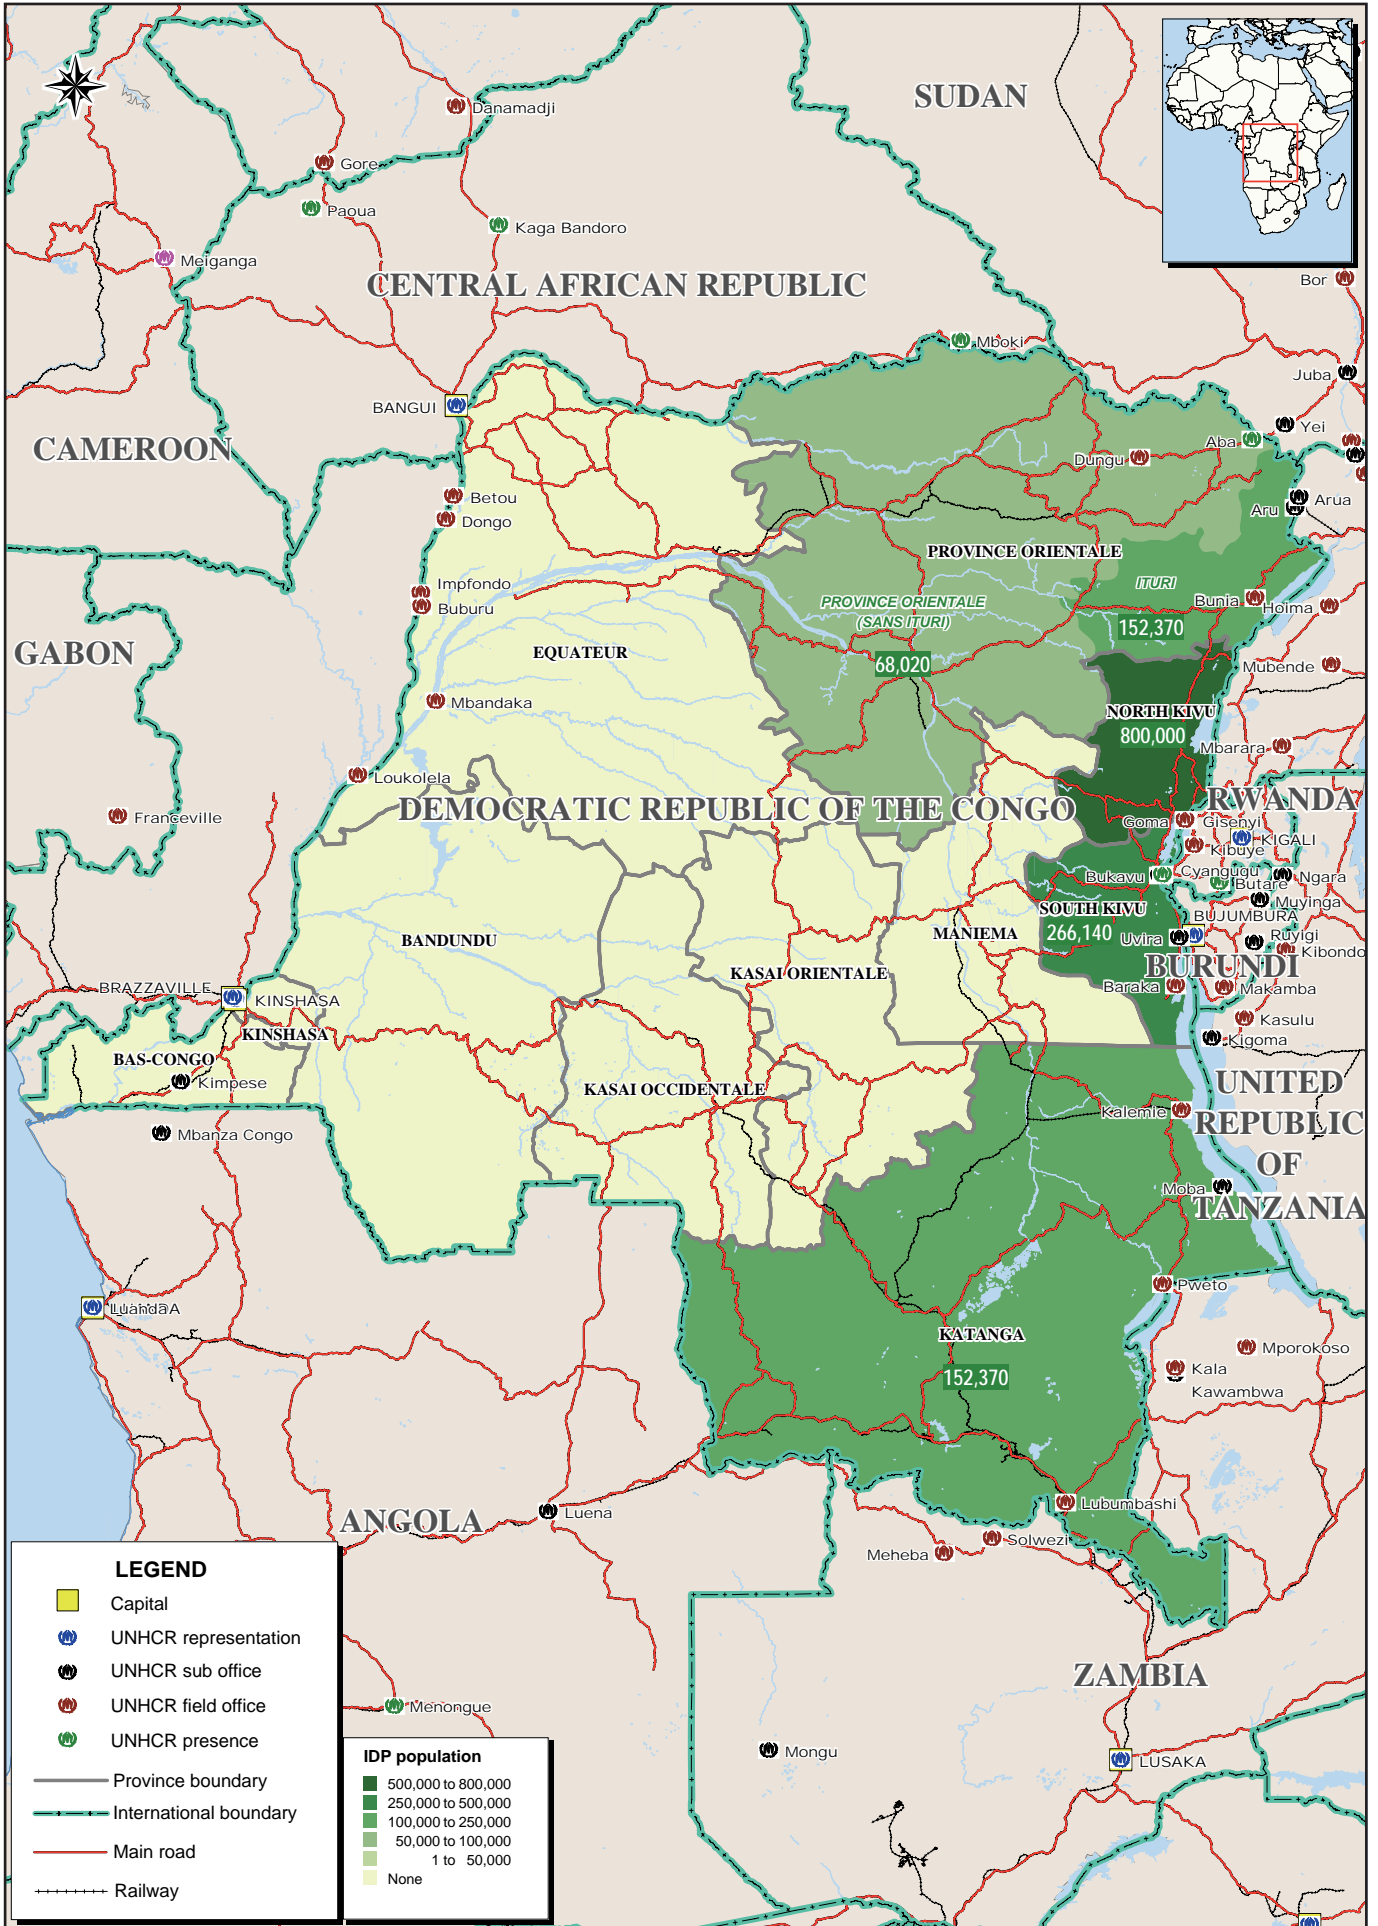 SUDAN
Danamadji
Gore
Paoua
Kaga Bandoro
Meiganga
CENTRAL AFRICAN REPUBLIC
Bor
Mboki
Juba
BANGUI
Yei
CAMEROON
Aba
Dungu
Betou
Arua
Aru
Dongo
PROVINCE ORIENTALE
Impfondo
ITURI
Buburu
PROVINCE ORIENTALE
(SANS ITURI)
Bunia
Hoima
152,370
GABON
EQUATEUR
68,020
Mubende
Mbandaka
NORTH KIVU
800,000
Mbarara
Loukolela
DEMOCRATIC REPUBLIC OF THE CONGO
RWANDA
Franceville
Goma
Gisenyi
KIGALI
Kibuye
Bukavu
Cyangugu
Butare
Ngara
Muyinga
SOUTH KIVU
266,140
BUJUMBURA
Uvira
Ruyigi
Kibondo
BANDUNDU
MANIEMA
KASAI ORIENTALE
BURUNDI
Baraka
Makamba
BRAZZAVILLE
KINSHASA
KINSHASA
Kasulu
Kigoma
BAS-CONGO
Kimpese
KASAI OCCIDENTALE
UNITED
REPUBLIC
OF
TANZANIA
Kalemie
Mbanza Congo
Moba
Pweto
LuandaA
KATANGA
152,370
Mporokoso
Kala
Kawambwa
ANGOLA
Luena
Lubumbashi
Solwezi
Meheba
ZAMBIA
Menongue
Mongu
LUSAKA
LEGEND
Capital
UNHCR representation
UNHCR sub office
UNHCR field office
UNHCR presence
Province boundary
International boundary
Main road
Railway
IDP population
500,000 to 800,000
250,000 to 500,000
100,000 to 250,000
50,000 to 100,000
1 to 50,000
None